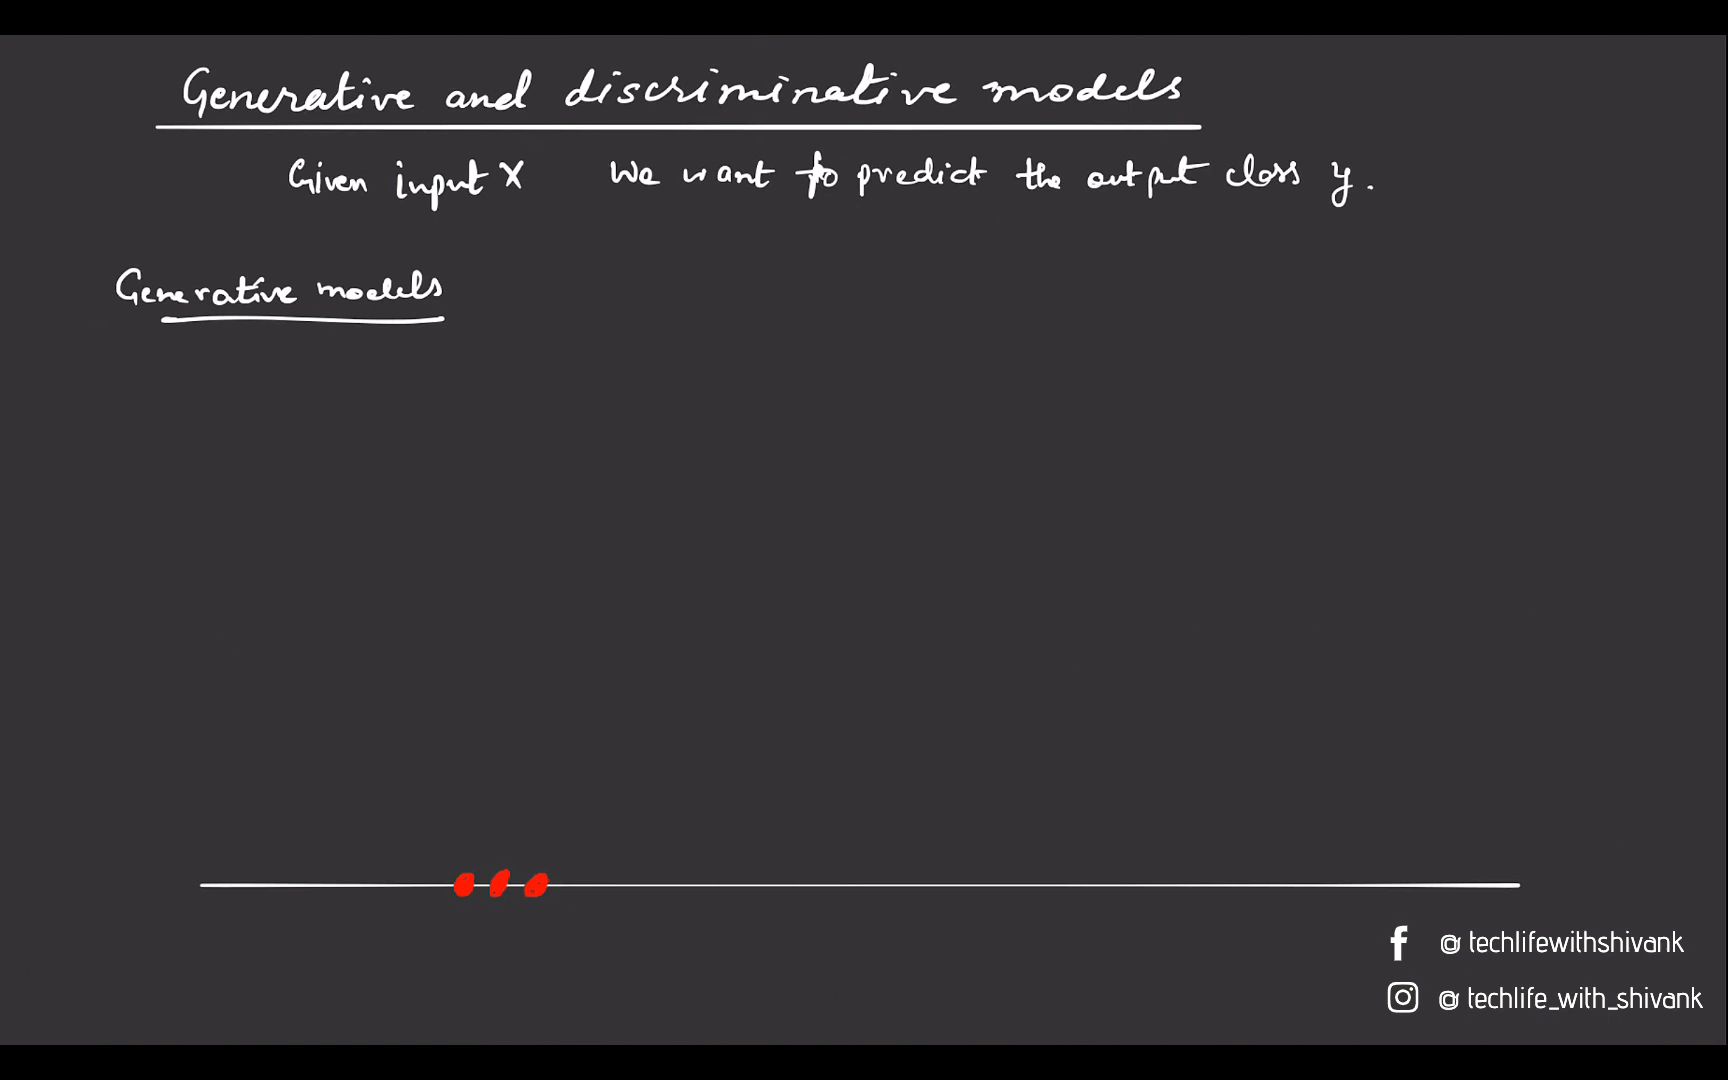 Generative and discriminative models
Given input X We want to predict the output class y.
Generative models
@ techlifewithshivank
@ techlife_with_shivank